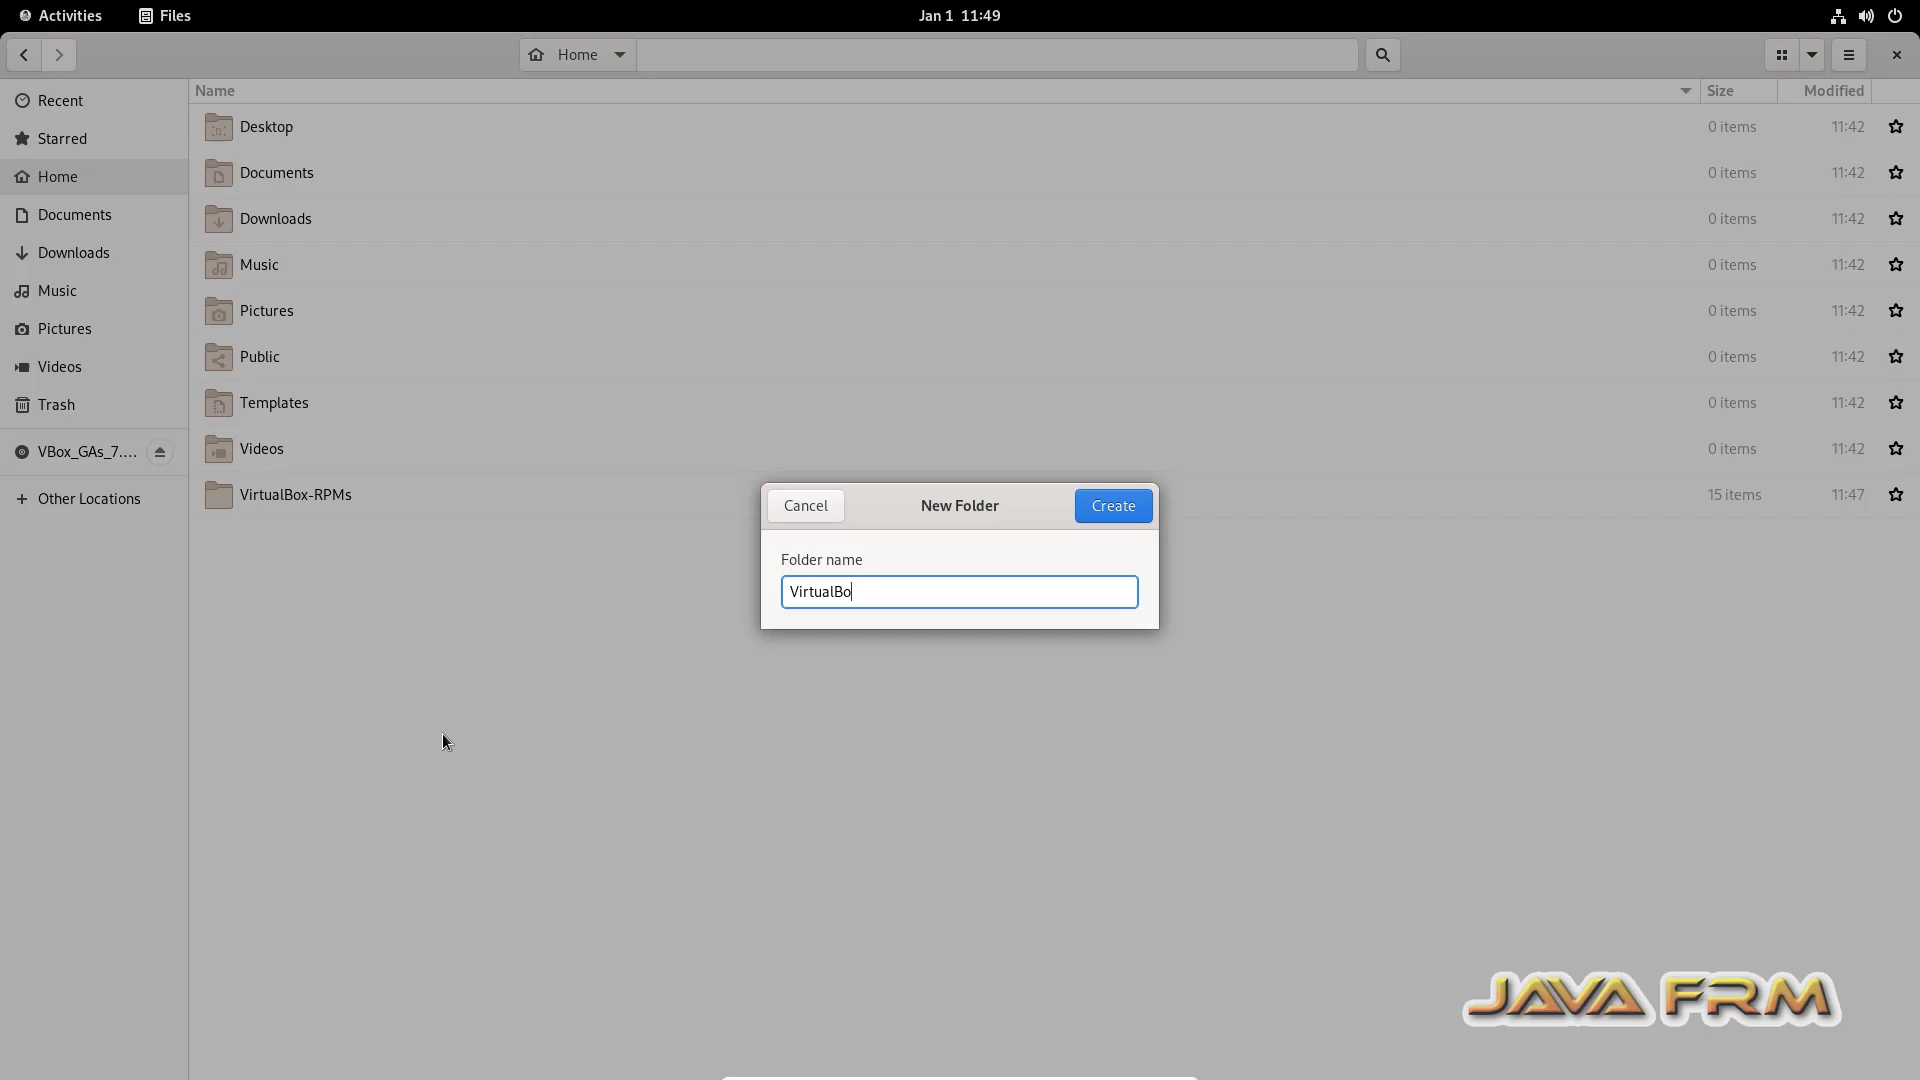 Activities Files Jan 1 11:49
Home
Name Size Modified
Recent
Starred
Home
Documents
Downloads
Music
Pictures
Videos
Trash
VBox_GAs_7....
Other Locations
Desktop 0 items 11:42
Documents 0 items 11:42
Downloads 0 items 11:42
Music 0 items 11:42
Pictures 0 items 11:42
Public 0 items 11:42
Templates 0 items 11:42
Videos 0 items 11:42
VirtualBox-RPMs 15 items 11:47
Cancel New Folder Create
Folder name
VirtualBo
JAVA FRM